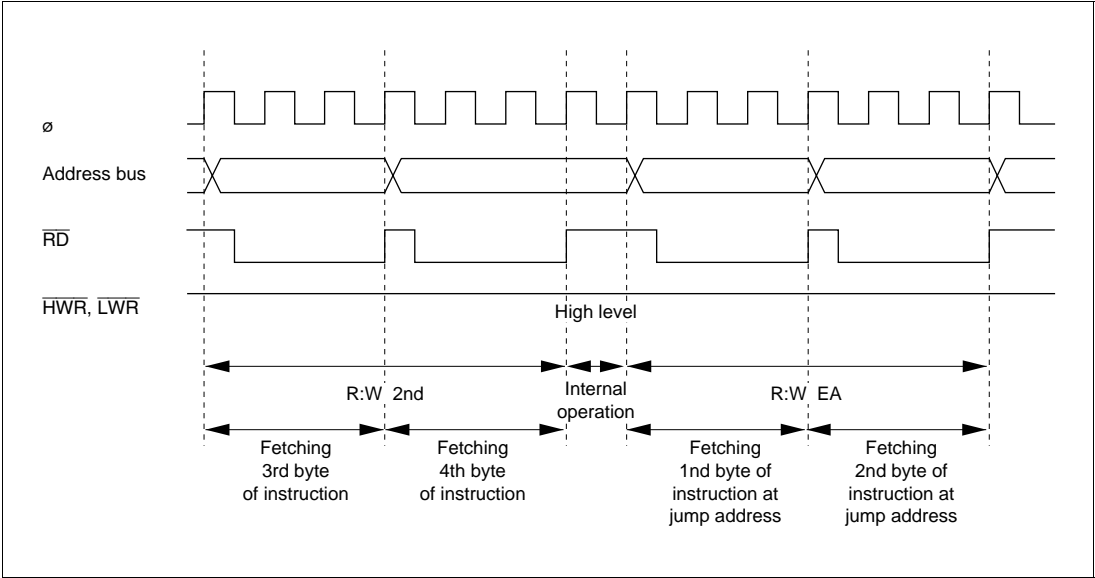 ø
Address bus
RD
HWR, LWR
High level
R:W 2nd
Internal
operation
R:W EA
Fetching
3rd byte
of instruction
Fetching
4th byte
of instruction
Fetching
1nd byte of
instruction at
jump address
Fetching
2nd byte of
instruction at
jump address